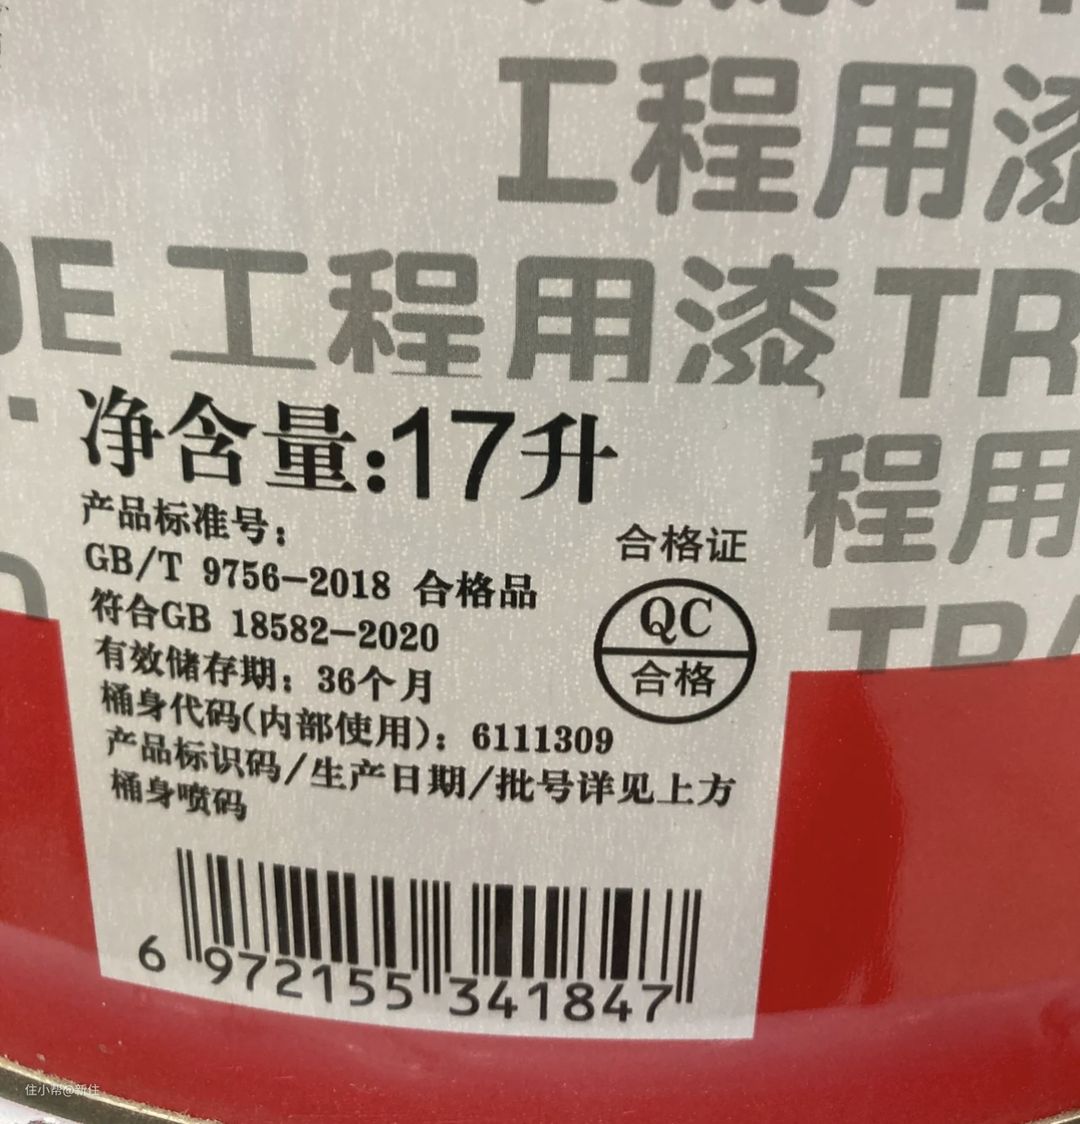 工程用漆
DE 工程用漆 TR
净含量:17升
程用
产品标准号:
GB/T 9756-2018 合格品
合格证
符合GB 18582-2020
QC
合格
有效储存期: 36个月
桶身代码(内部使用): 6111309
产品标识码/生产日期/批号详见上方
桶身喷码
TRA
6 972155 341847
住小帮@新住